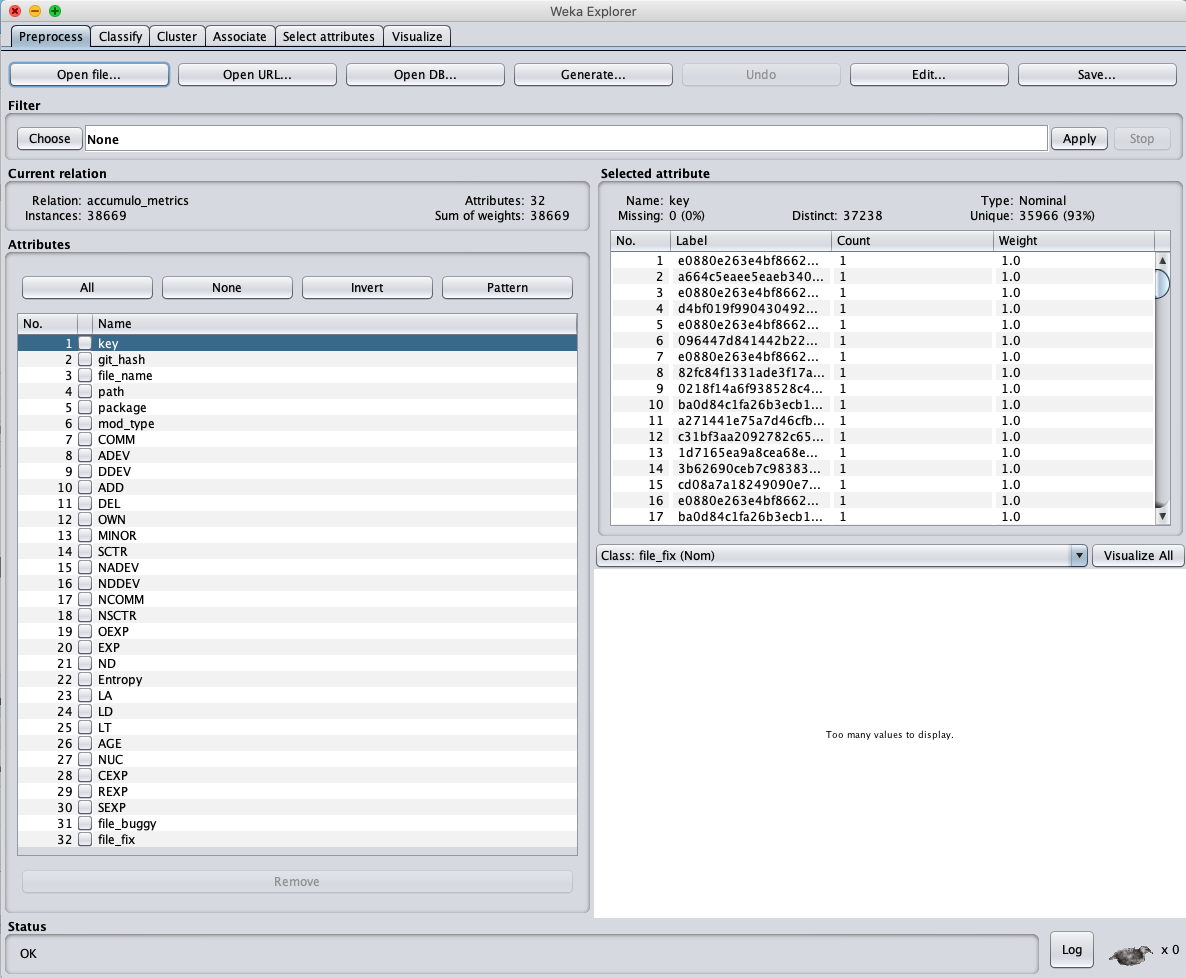 Weka Explorer
Preprocess Classify Cluster Associate Select attributes Visualize
Open file... Open URL... Open DB... Generate... Undo Edit... Save...
Filter
Choose None Apply Stop
Current relation
Relation: accumulo_metrics Attributes: 32
Instances: 38669 Sum of weights: 38669
Attributes
All None Invert Pattern
No. Name
1 key
2 git_hash
3 file_name
4 path
5 package
6 mod_type
7 COMM
8 ADEV
9 DDEV
10 ADD
11 DEL
12 OWN
13 MINOR
14 SCTR
15 NADEV
16 NDDEV
17 NCOMM
18 NSCTR
19 OEXP
20 EXP
21 ND
22 Entropy
23 LA
24 LD
25 LT
26 AGE
27 NUC
28 CEXP
29 REXP
30 SEXP
31 file_buggy
32 file_fix
Remove
Selected attribute
Name: key Type: Nominal
Missing: 0 (0%) Distinct: 37238 Unique: 35966 (93%)
No. Label Count Weight
1 e0880e263e4bf8662... 1 1.0
2 a664c5eaee5eaeb340... 1 1.0
3 e0880e263e4bf8662... 1 1.0
4 d4bf019f990430492... 1 1.0
5 e0880e263e4bf8662... 1 1.0
6 096447d841442b22... 1 1.0
7 e0880e263e4bf8662... 1 1.0
8 82fc84f1331ade3f17a... 1 1.0
9 0218f14a6f938528c4... 1 1.0
10 ba0d84c1fa26b3ecb1... 1 1.0
11 a271441e75a7d46cfb... 1 1.0
12 c31bf3aa2092782c65... 1 1.0
13 1d7165ea9a8cea68e... 1 1.0
14 3b62690ceb7c98383... 1 1.0
15 cd08a7a18249090e7... 1 1.0
16 e0880e263e4bf8662... 1 1.0
17 ba0d84c1fa26b3ecb1... 1 1.0
Class: file_fix (Nom) Visualize All
Too many values to display.
Status
OK Log x 0